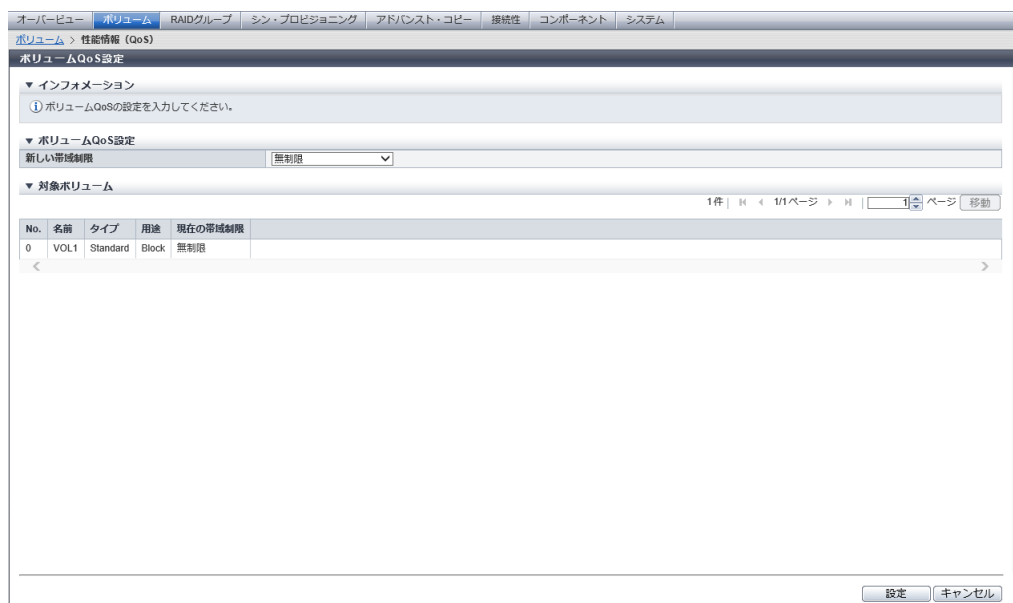 オーバービュー ボリューム RAIDグループ シン・プロビジョニング アドバンスト・コピー 接続性 コンポーネント システム
ボリューム > 性能情報（QoS）
ボリュームQoS設定
▼ インフォメーション
ボリュームQoSの設定を入力してください。
▼ ボリュームQoS設定
新しい帯域制限 無制限
▼ 対象ボリューム
1件 | 1/1ページ | 1 ページ 移動
No. 名前 タイプ 用途 現在の帯域制限
0 VOL1 Standard Block 無制限
設定 キャンセル